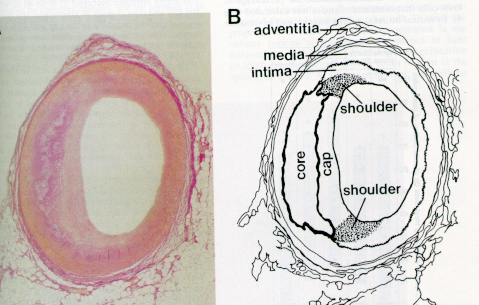 B
adventitia
media
intima
shoulder
core
cap
shoulder